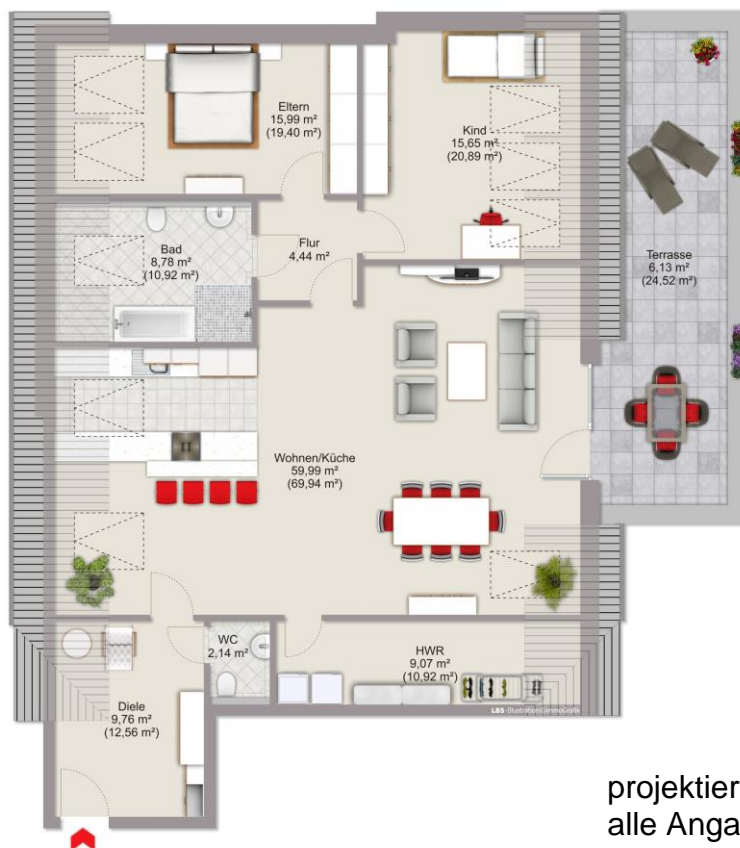 Eltern
15,99 m²
(19,40 m²)
Kind
15,65 m²
(20,89 m²)
Bad
8,78 m²
(10,92 m²)
Flur
4,44 m²
Terrasse
6,13 m²
(24,52 m²)
Wohnen/Küche
59,99 m²
(69,94 m²)
WC
2,14 m²
HWR
9,07 m²
(10,92 m²)
Diele
9,76 m²
(12,56 m²)
LBS-Illustration:ImmoGrafik
projektier
alle Anga